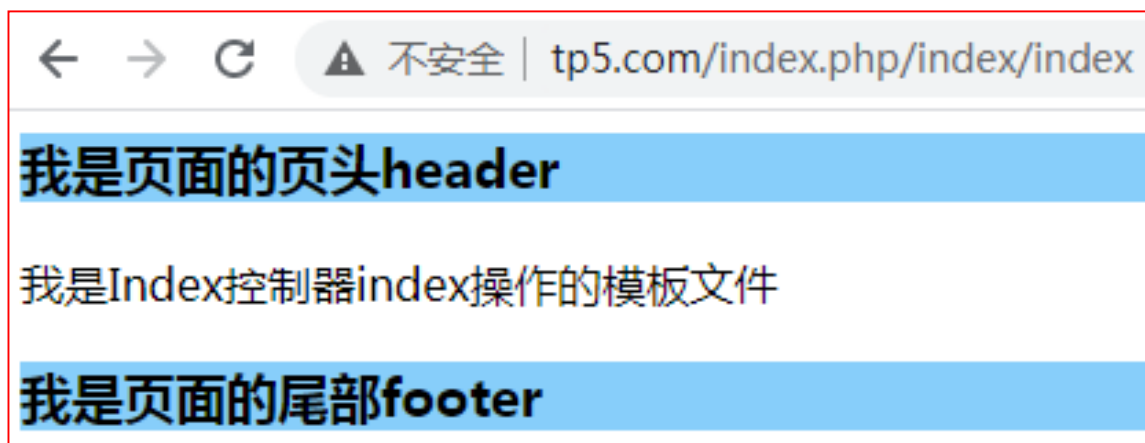 不安全 tp5.com/index.php/index/index
我是页面的页头header
我是Index控制器index操作的模板文件
我是页面的尾部footer